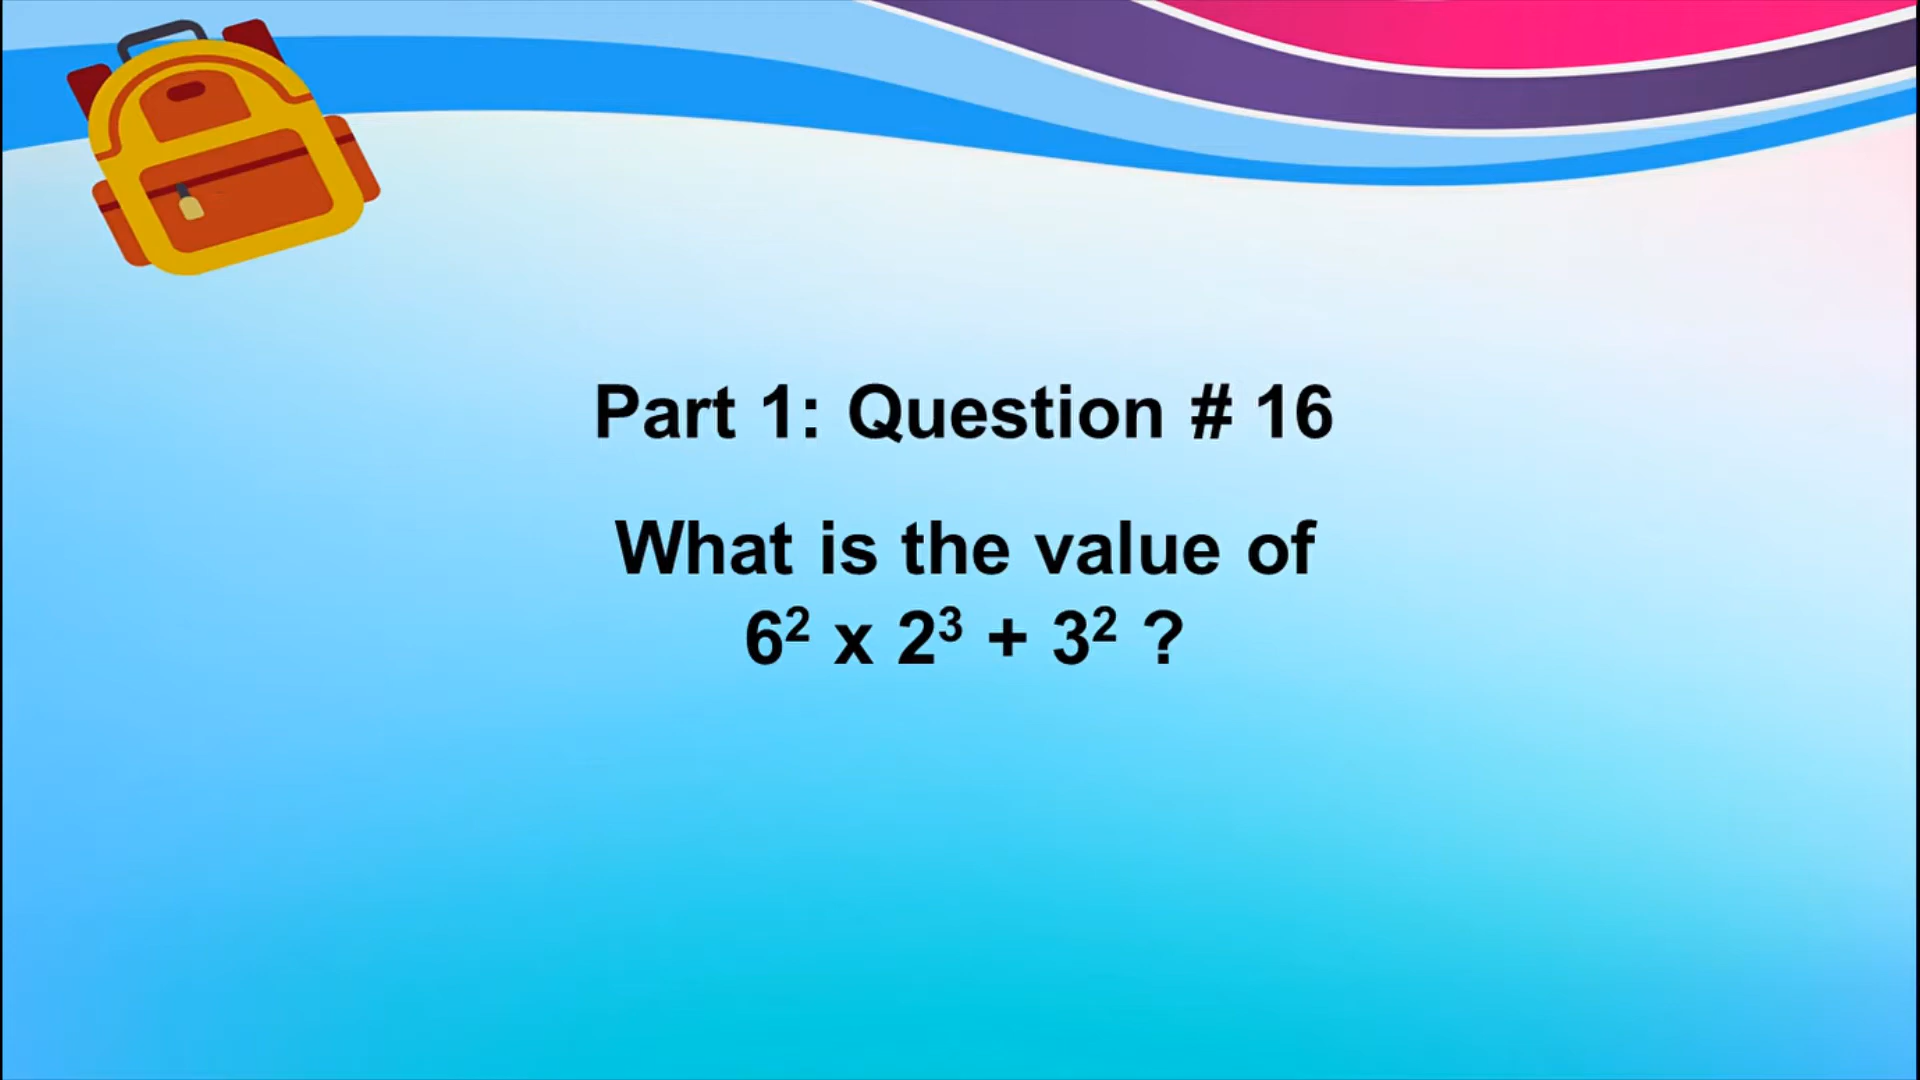 Part 1: Question # 16
What is the value of
6² x 2³ + 3² ?